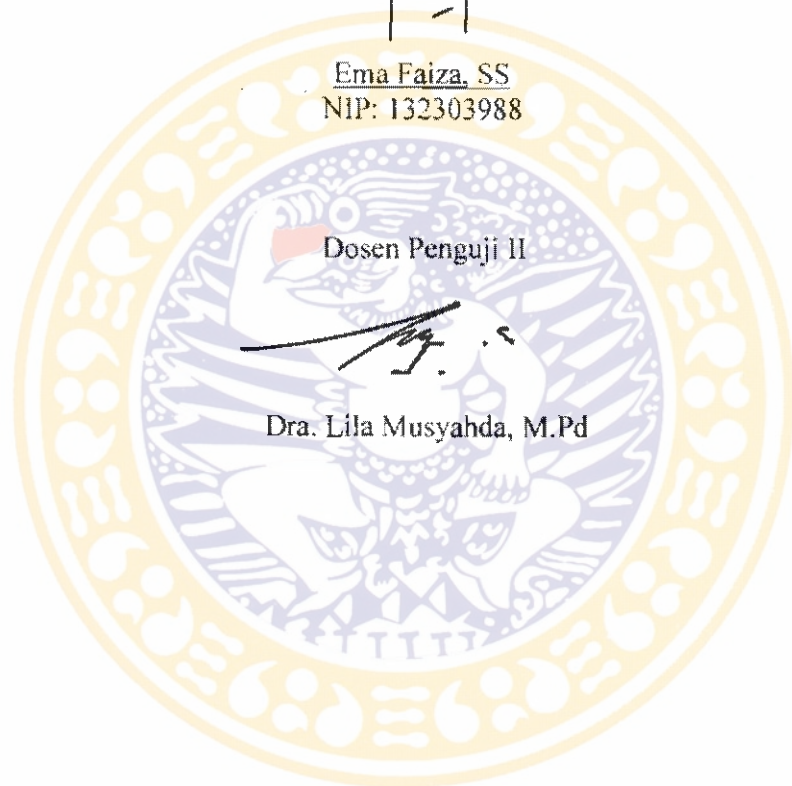 Ema Faiza, SS
NIP: 132303988
Dosen Penguji II
Dra. Lila Musyahda, M.Pd